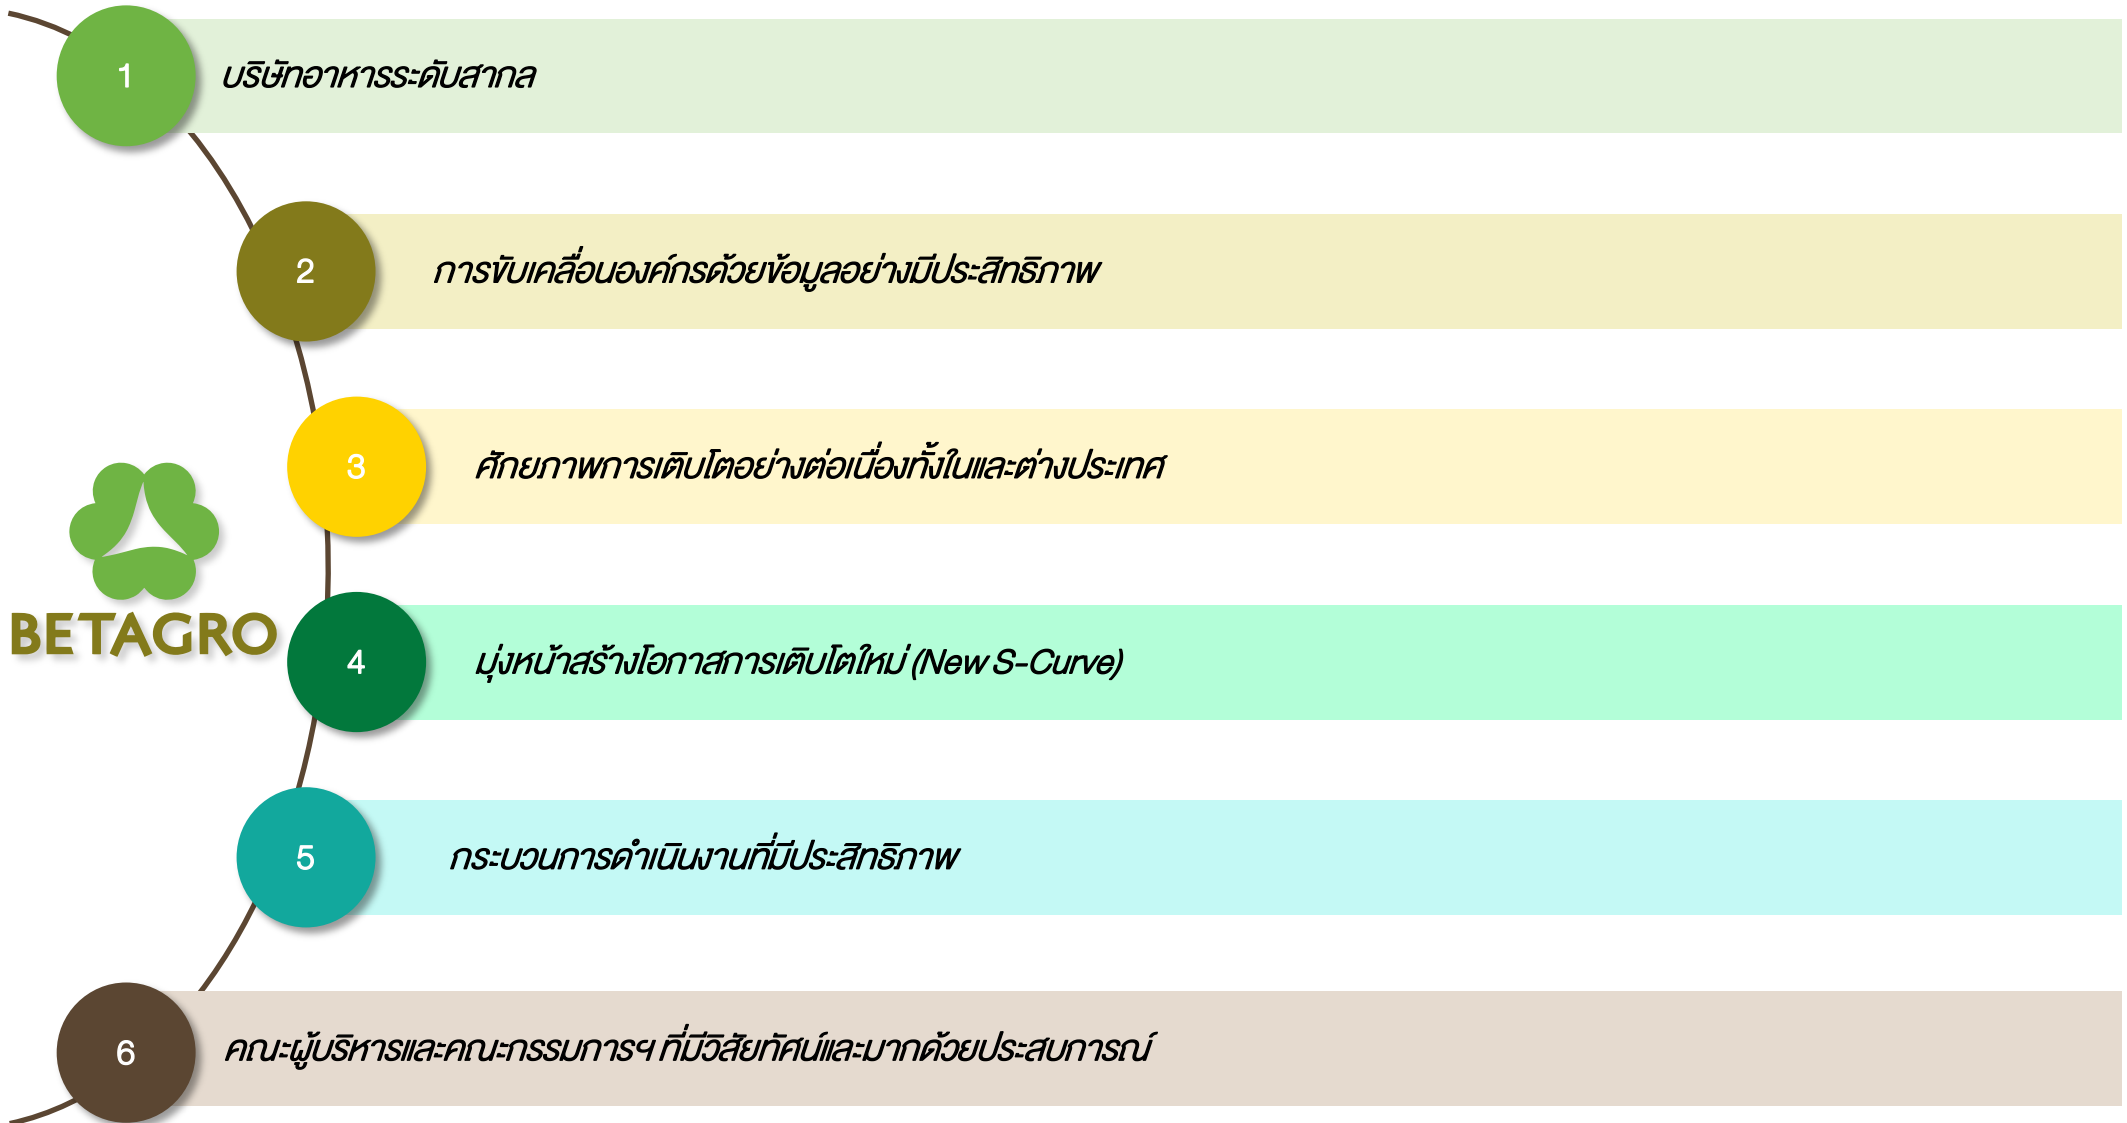 1
บริษัทอาหารระดับสากล
2
การขับเคลื่อนองค์กรด้วยข้อมูลอย่างมีประสิทธิภาพ
3
ศักยภาพการเติบโตอย่างต่อเนื่องทั้งในและต่างประเทศ
BETAGRO
4
มุ่งหน้าสร้างโอกาสการเติบโตใหม่ (New S-Curve)
5
กระบวนการดำเนินงานที่มีประสิทธิภาพ
6
คณะผู้บริหารและคณะกรรมการฯ ที่มีวิสัยทัศน์และมากด้วยประสบการณ์